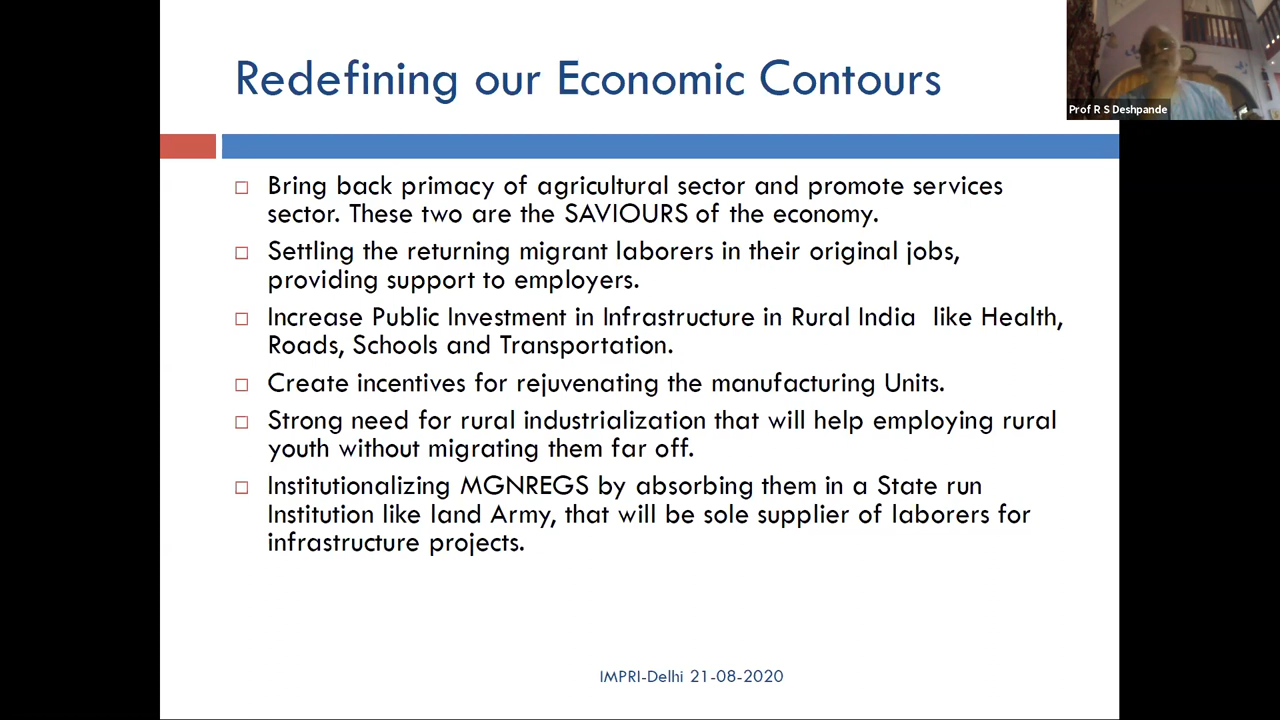 Redefining our Economic Contours
Prof R S Deshpande
Bring back primacy of agricultural sector and promote services
sector. These two are the SAVIOURS of the economy.
Settling the returning migrant laborers in their original jobs,
providing support to employers.
Increase Public Investment in Infrastructure in Rural India like Health,
Roads, Schools and Transportation.
Create incentives for rejuvenating the manufacturing Units.
Strong need for rural industrialization that will help employing rural
youth without migrating them far off.
Institutionalizing MGNREGS by absorbing them in a State run
Institution like land Army, that will be sole supplier of laborers for
infrastructure projects.
IMPRI-Delhi 21-08-2020